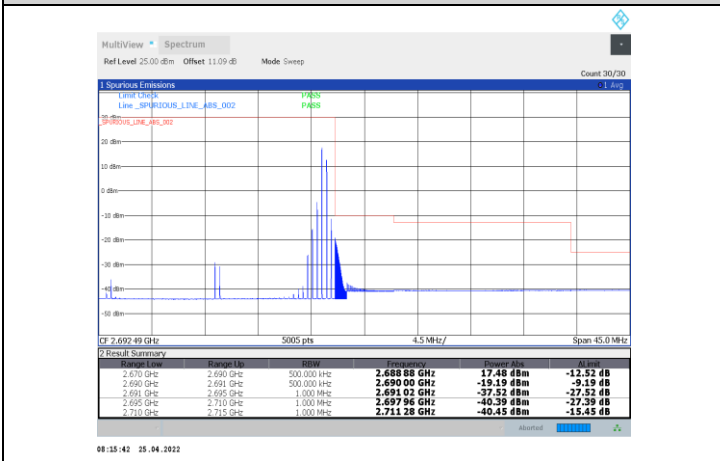 MultiView Spectrum
Ref Level 25.00 dBm Offset 11.09 dB Mode Sweep
Count 30/30
1 Spurious Emissions 1 Avg
Limit Check PASS
Line _SPURIOUS_LINE_ABS_002 PASS
_SPURIOUS_LINE_ABS_002
20 dBm
10 dBm
0 dBm
-10 dBm
-20 dBm
-30 dBm
-40 dBm
-50 dBm
CF 2.692 49 GHz 5005 pts 4.5 MHz/ Span 45.0 MHz
2 Result Summary
Range Low Range Up RBW Frequency Power Abs ΔLimit
2.670 GHz 2.690 GHz 500.000 kHz 2.688 88 GHz 17.48 dBm -12.52 dB
2.690 GHz 2.691 GHz 500.000 kHz 2.690 00 GHz -19.19 dBm -9.19 dB
2.691 GHz 2.695 GHz 1.000 MHz 2.691 02 GHz -37.52 dBm -27.52 dB
2.695 GHz 2.710 GHz 1.000 MHz 2.697 96 GHz -40.39 dBm -27.39 dB
2.710 GHz 2.715 GHz 1.000 MHz 2.711 28 GHz -40.45 dBm -15.45 dB
Aborted
08:15:42 25.04.2022